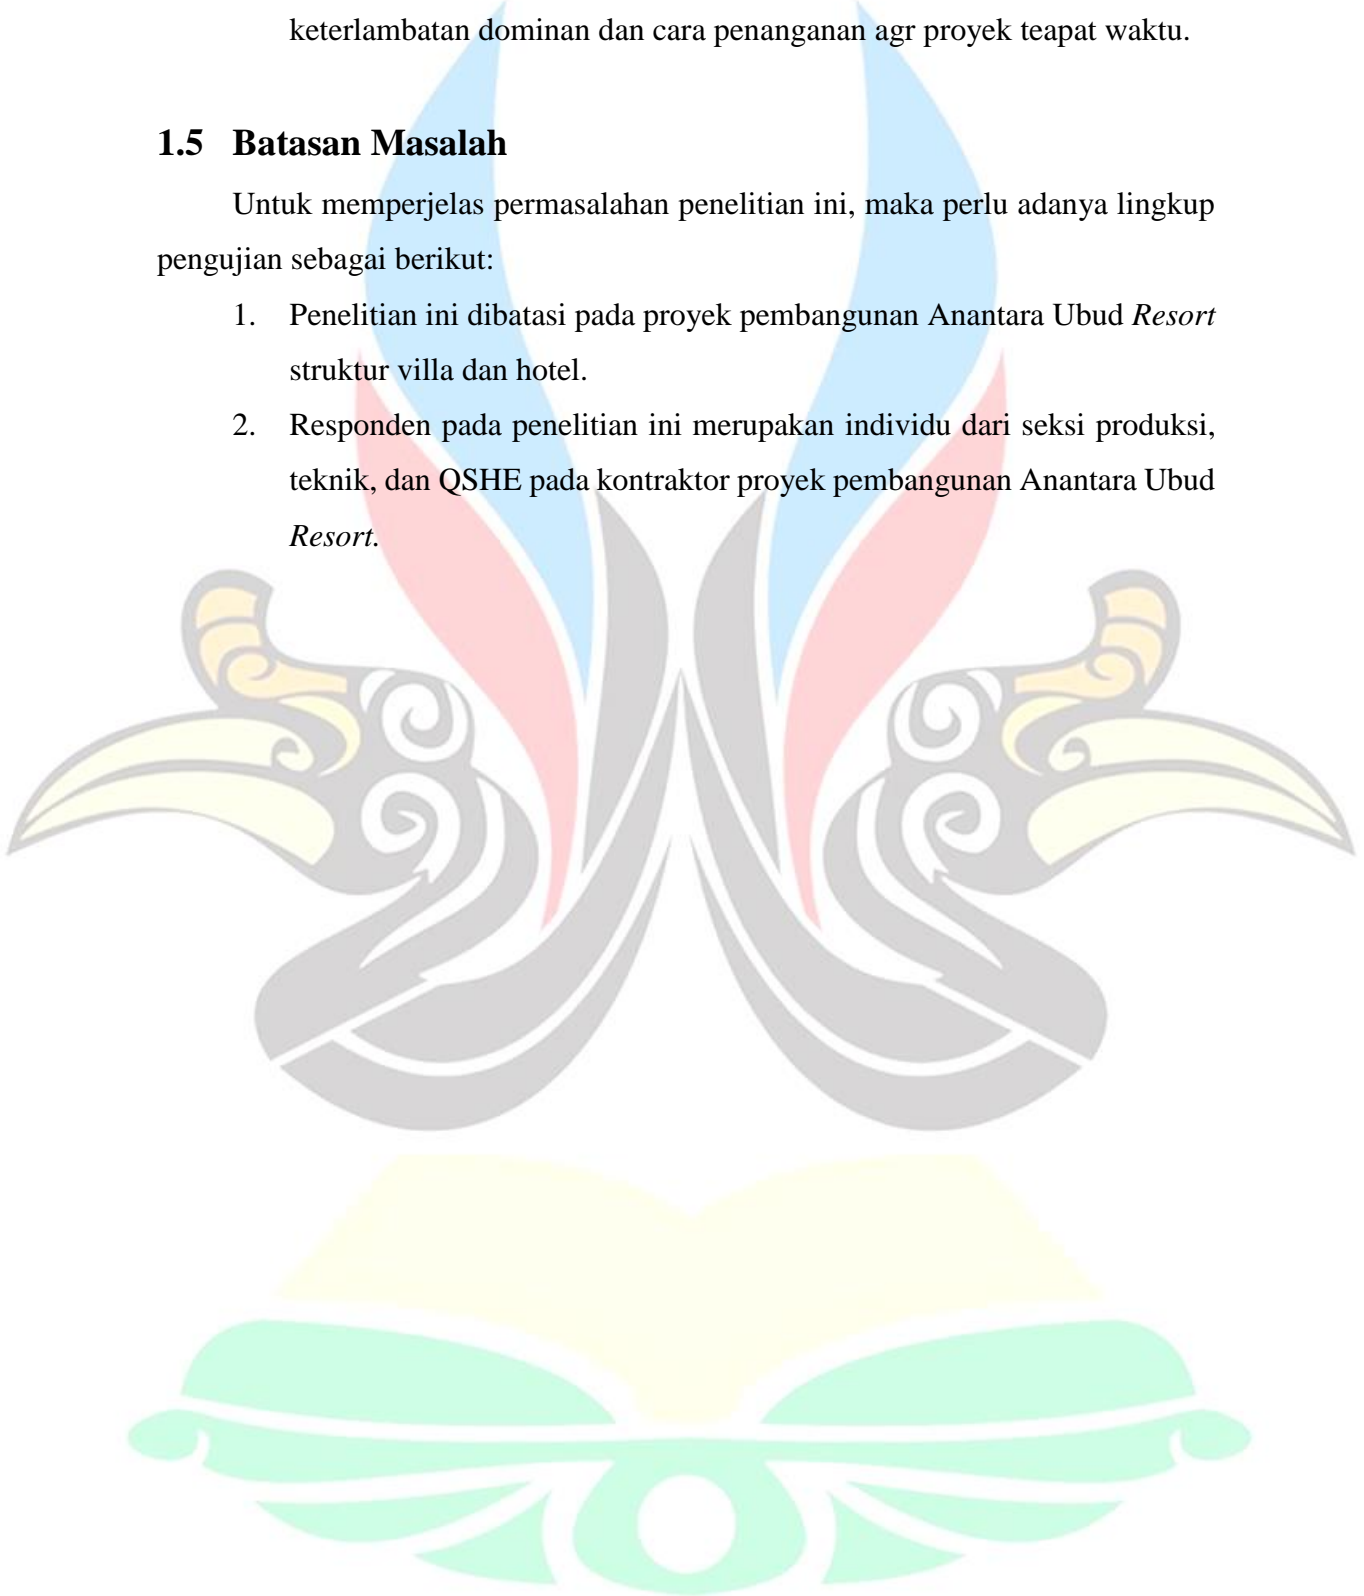 keterlambatan dominan dan cara penanganan agr proyek teapat waktu.
1.5 Batasan Masalah
Untuk memperjelas permasalahan penelitian ini, maka perlu adanya lingkup
pengujian sebagai berikut:
1. Penelitian ini dibatasi pada proyek pembangunan Anantara Ubud Resort
struktur villa dan hotel.
2. Responden pada penelitian ini merupakan individu dari seksi produksi,
teknik, dan QSHE pada kontraktor proyek pembangunan Anantara Ubud
Resort.